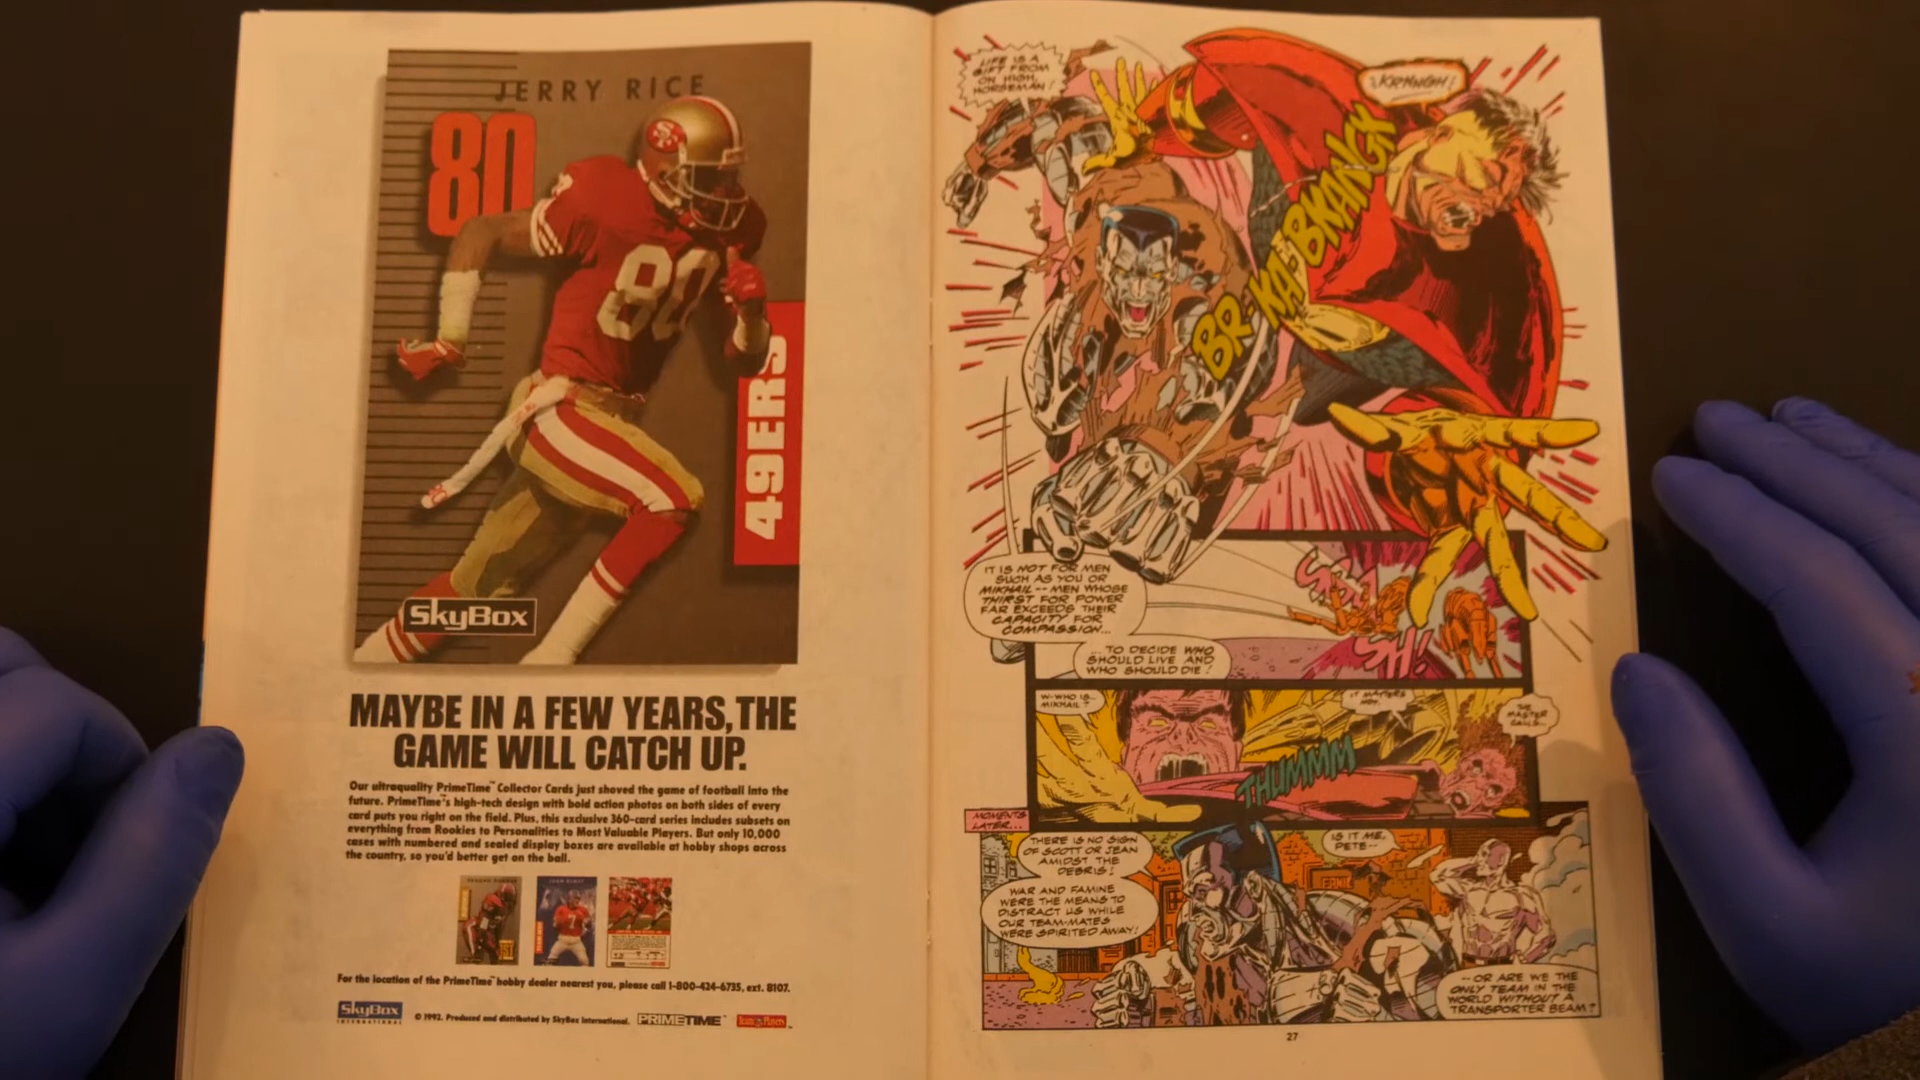 JERRY RICE
80
80
49ERS
SkyBox
MAYBE IN A FEW YEARS, THE
GAME WILL CATCH UP.
Our ultraquality PrimeTime™ Collector Cards just shoved the game of football into the
future. PrimeTime's high-tech design with bold action photos on both sides of every
card puts you right on the field. Plus, this exclusive 360-card series includes subsets on
everything from Rookies to Personalities to Most Valuable Players. But only 10,000
cases with numbered and sealed display boxes are available at hobby shops across
the country, so you'd better get on the ball.
For the location of the PrimeTime™ hobby dealer nearest you, please call 1-800-424-6735, ext. 8107.
SkyBox
INTERNATIONAL
© 1992. Produced and distributed by SkyBox International.
PRIMETIME™
LIFE IS A
GIFT FROM
ON HIGH,
HORSEMAN!
KRMNGH!
BR-KA-BKANGK
IT IS NOT FOR MEN
SUCH AS YOU OR
MIKHAIL -- MEN WHOSE
THIRST FOR POWER
FAR EXCEEDS THEIR
CAPACITY FOR
COMPASSION...
... TO DECIDE WHO
SHOULD LIVE AND
WHO SHOULD DIE!
W-WHO IS...
MIKHAIL?
IT MATTERS
NOT.
THE
MASTER
CALLS...
THUMMM
MOMENTS
LATER...
THERE IS NO SIGN
OF SCOTT OR JEAN
AMIDST THE
DEBRIS!
WAR AND FAMINE
WERE THE MEANS TO
DISTRACT US WHILE
OUR TEAM-MATES
WERE SPIRITED AWAY!
IS IT ME,
PETE--
-- OR ARE WE THE
ONLY TEAM IN THE
WORLD WITHOUT A
TRANSPORTER BEAM?
27